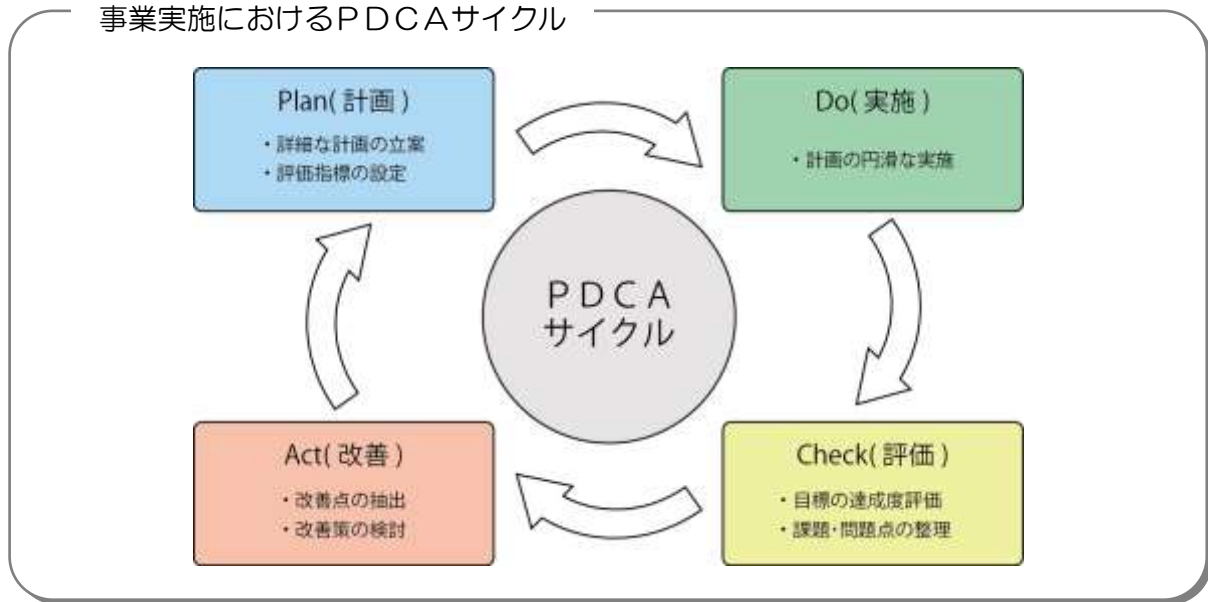 事業実施におけるＰＤＣＡサイクル
Plan( 計画 )
・詳細な計画の立案
・評価指標の設定
Do( 実施 )
・計画の円滑な実施
ＰＤＣＡ
サイクル
Act( 改善 )
・改善点の抽出
・改善策の検討
Check( 評価 )
・目標の達成度評価
・課題・問題点の整理